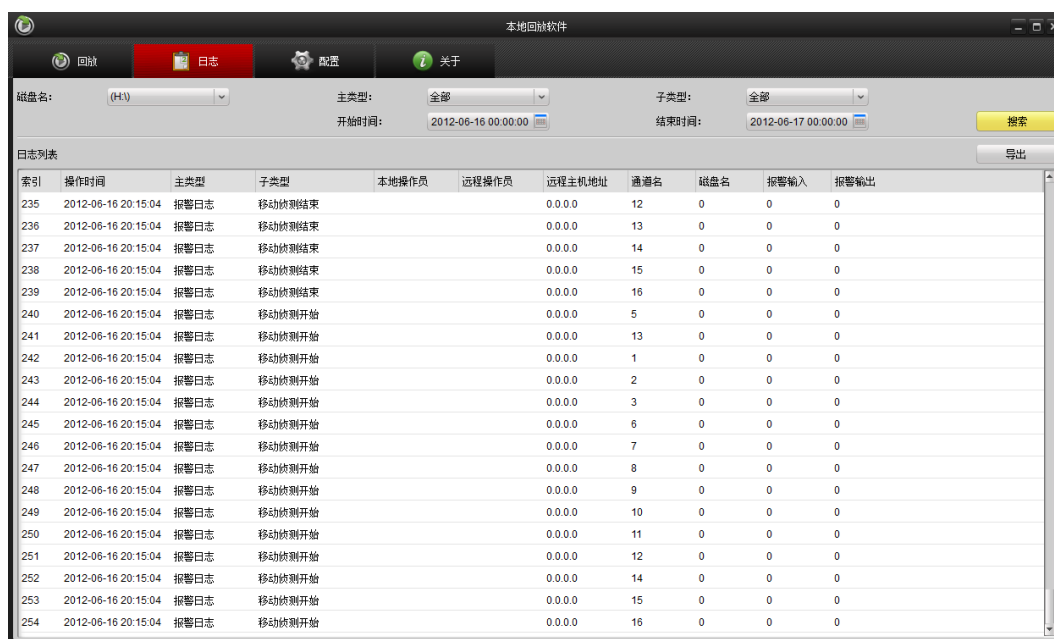 本地回放软件
回放 日志 配置 关于
磁盘名: (H:\) 主类型: 全部 子类型: 全部
开始时间: 2012-06-16 00:00:00 结束时间: 2012-06-17 00:00:00 搜索
日志列表 导出
索引 操作时间 主类型 子类型 本地操作员 远程操作员 远程主机地址 通道名 磁盘名 报警输入 报警输出
235 2012-06-16 20:15:04 报警日志 移动侦测结束 0.0.0.0 12 0 0 0
236 2012-06-16 20:15:04 报警日志 移动侦测结束 0.0.0.0 13 0 0 0
237 2012-06-16 20:15:04 报警日志 移动侦测结束 0.0.0.0 14 0 0 0
238 2012-06-16 20:15:04 报警日志 移动侦测结束 0.0.0.0 15 0 0 0
239 2012-06-16 20:15:04 报警日志 移动侦测结束 0.0.0.0 16 0 0 0
240 2012-06-16 20:15:04 报警日志 移动侦测开始 0.0.0.0 5 0 0 0
241 2012-06-16 20:15:04 报警日志 移动侦测开始 0.0.0.0 13 0 0 0
242 2012-06-16 20:15:04 报警日志 移动侦测开始 0.0.0.0 1 0 0 0
243 2012-06-16 20:15:04 报警日志 移动侦测开始 0.0.0.0 2 0 0 0
244 2012-06-16 20:15:04 报警日志 移动侦测开始 0.0.0.0 3 0 0 0
245 2012-06-16 20:15:04 报警日志 移动侦测开始 0.0.0.0 6 0 0 0
246 2012-06-16 20:15:04 报警日志 移动侦测开始 0.0.0.0 7 0 0 0
247 2012-06-16 20:15:04 报警日志 移动侦测开始 0.0.0.0 8 0 0 0
248 2012-06-16 20:15:04 报警日志 移动侦测开始 0.0.0.0 9 0 0 0
249 2012-06-16 20:15:04 报警日志 移动侦测开始 0.0.0.0 10 0 0 0
250 2012-06-16 20:15:04 报警日志 移动侦测开始 0.0.0.0 11 0 0 0
251 2012-06-16 20:15:04 报警日志 移动侦测开始 0.0.0.0 12 0 0 0
252 2012-06-16 20:15:04 报警日志 移动侦测开始 0.0.0.0 14 0 0 0
253 2012-06-16 20:15:04 报警日志 移动侦测开始 0.0.0.0 15 0 0 0
254 2012-06-16 20:15:04 报警日志 移动侦测开始 0.0.0.0 16 0 0 0